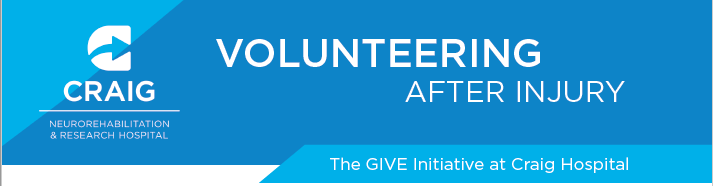 CRAIG
NEUROREHABILITATION
& RESEARCH HOSPITAL
VOLUNTEERING
AFTER INJURY
The GIVE Initiative at Craig Hospital